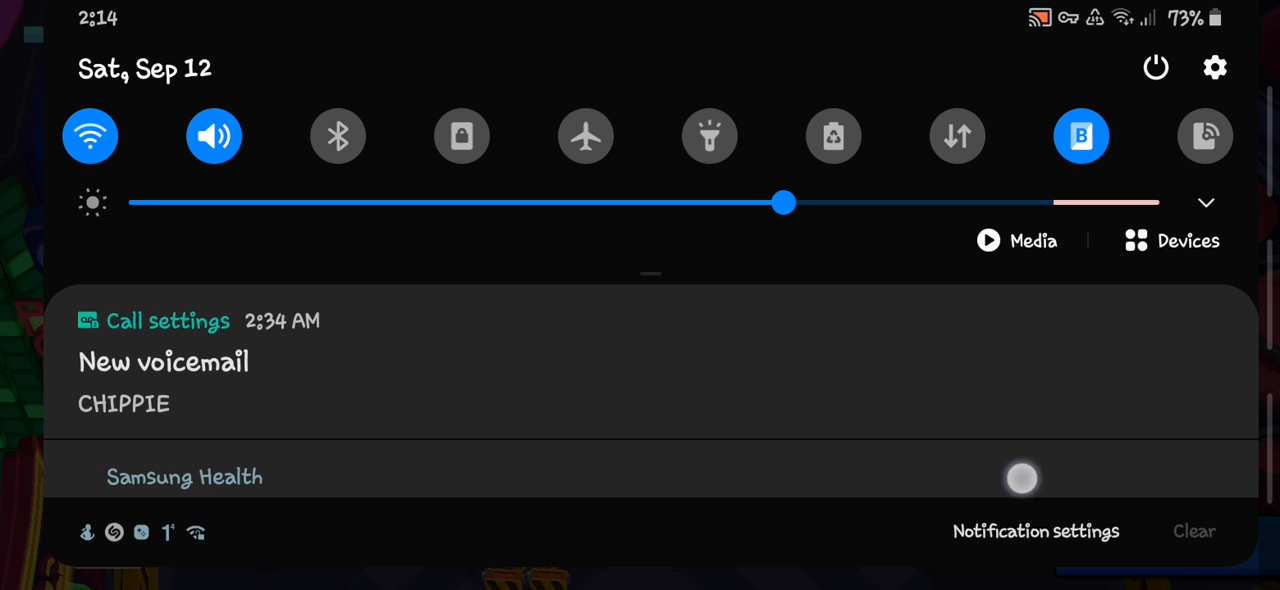 2:14
73%
Sat, Sep 12
B
Media
Devices
Call settings 2:34 AM
New voicemail
CHIPPIE
Samsung Health
1⁴
Notification settings
Clear